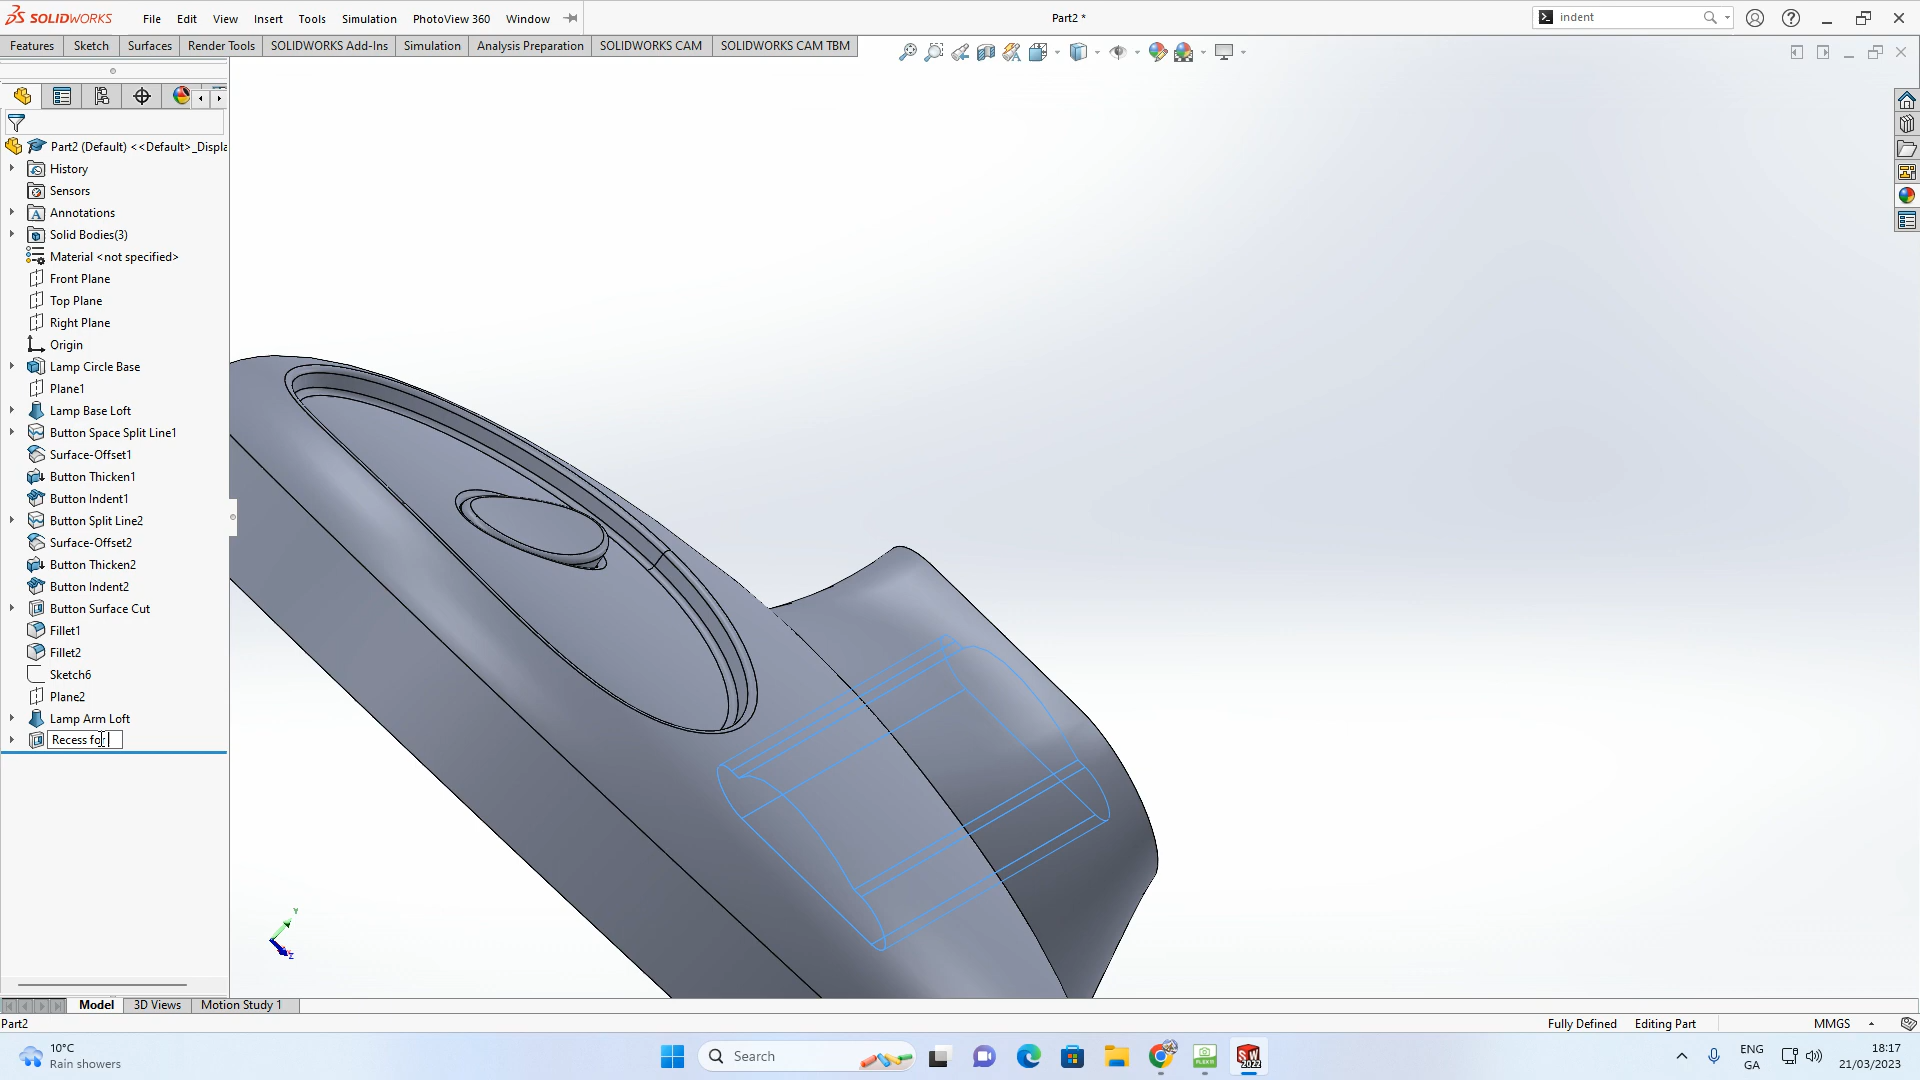 SOLIDWORKS File Edit View Insert Tools Simulation PhotoView 360 Window Part2 * indent
Features Sketch Surfaces Render Tools SOLIDWORKS Add-Ins Simulation Analysis Preparation SOLIDWORKS CAM SOLIDWORKS CAM TBM
Part2 (Default) <<Default>_Displa
History
Sensors
Annotations
Solid Bodies(3)
Material <not specified>
Front Plane
Top Plane
Right Plane
Origin
Lamp Circle Base
Plane1
Lamp Base Loft
Button Space Split Line1
Surface-Offset1
Button Thicken1
Button Indent1
Button Split Line2
Surface-Offset2
Button Thicken2
Button Indent2
Button Surface Cut
Fillet1
Fillet2
Sketch6
Plane2
Lamp Arm Loft
Recess for
Y
Z
Model 3D Views Motion Study 1
Part2 Fully Defined Editing Part MMGS
10°C
Rain showers
Search
SW
2022
ENG
GA
18:17
21/03/2023